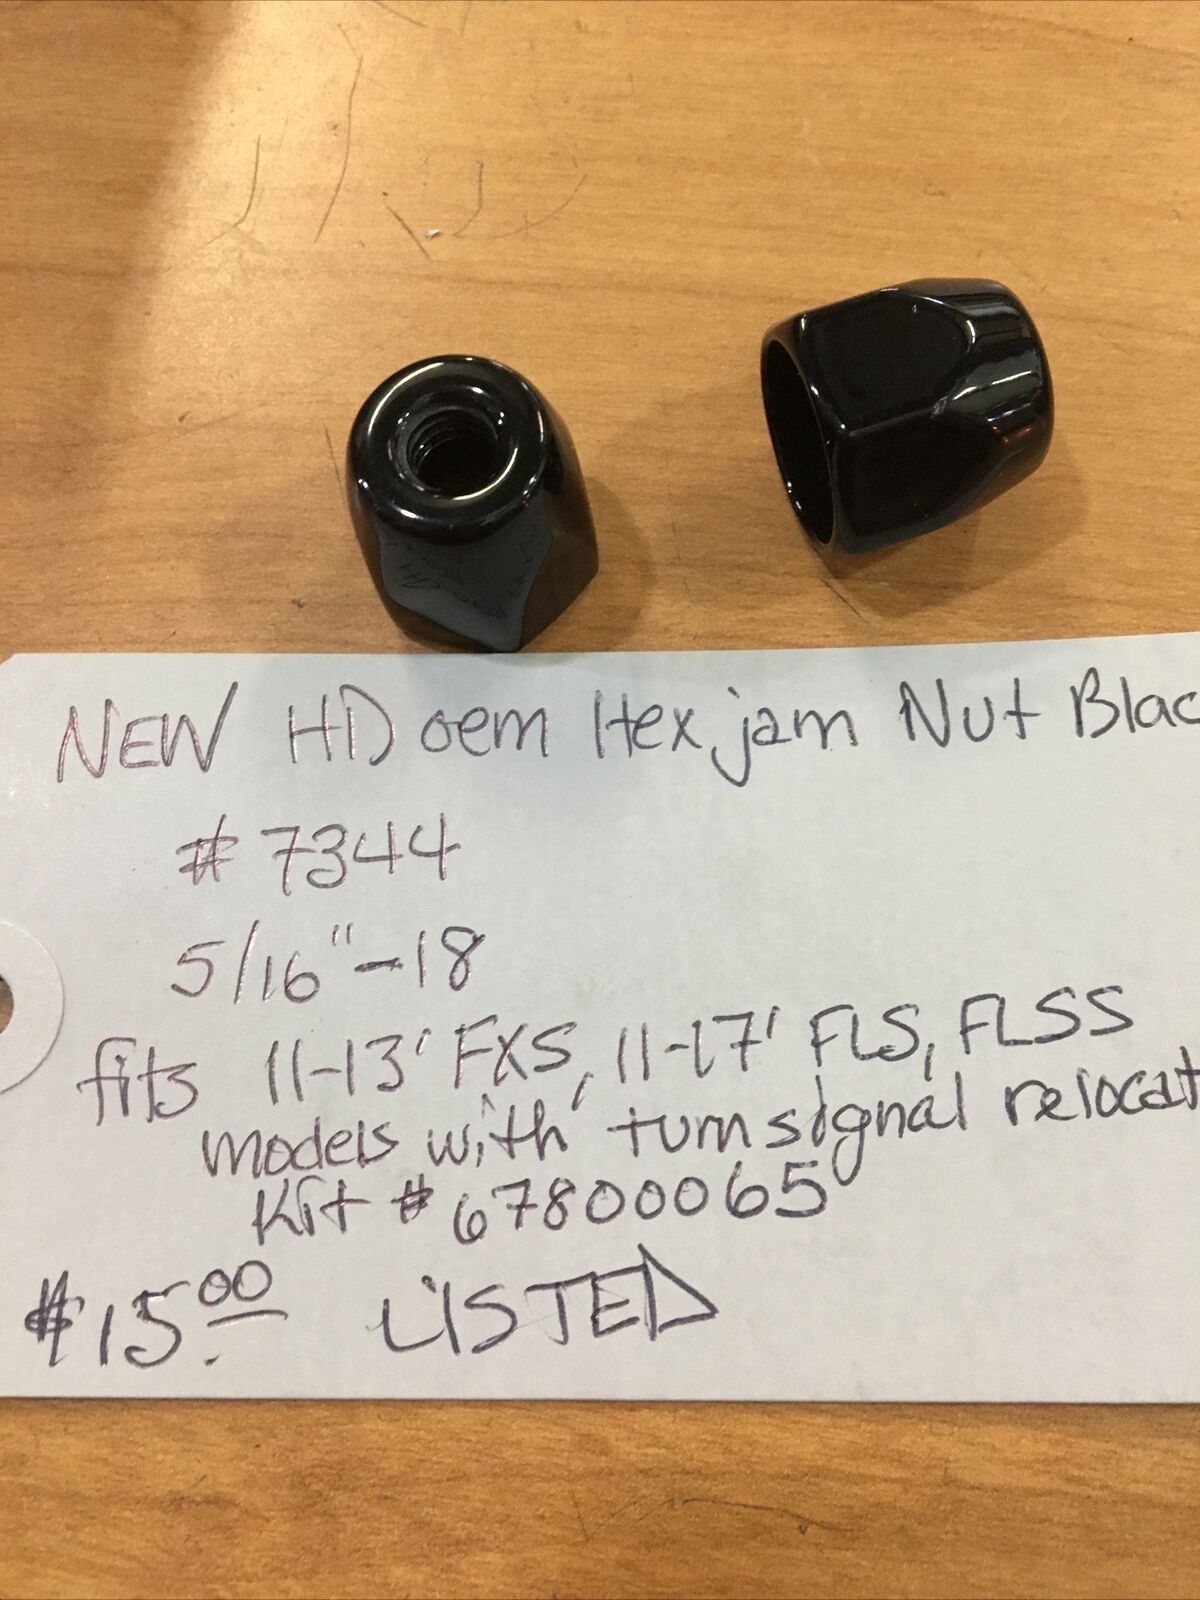 NEW HD oem Hex jam Nut Blac
# 7344
5/16"-18
fits 11-13' FXS, 11-17' FLS, FLSS
models with turn signal relocat
Kit # 67800065
$15.00 LISTED